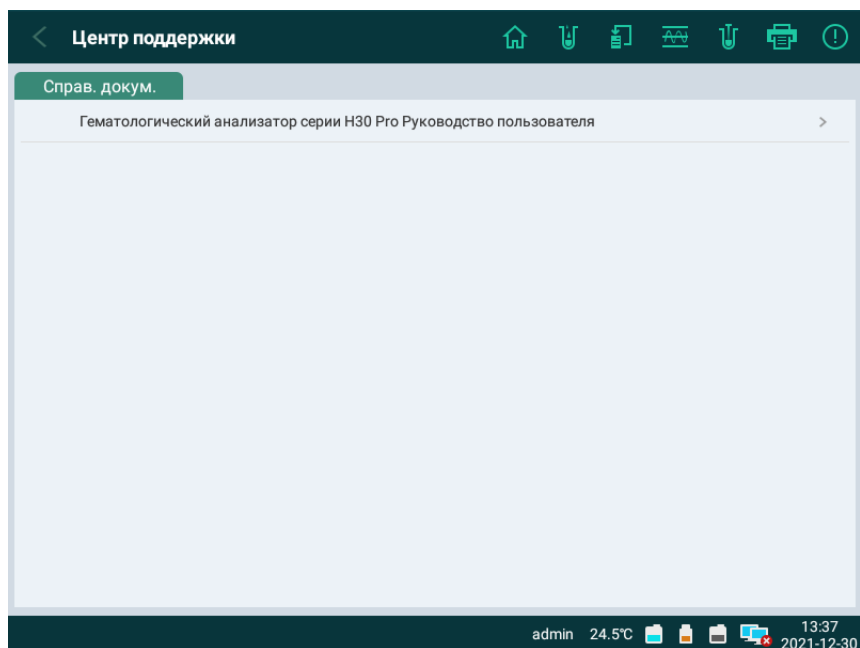 Центр поддержки
Справ. докум.
Гематологический анализатор серии H30 Pro Руководство пользователя
admin 24.5℃ 13:37
2021-12-30